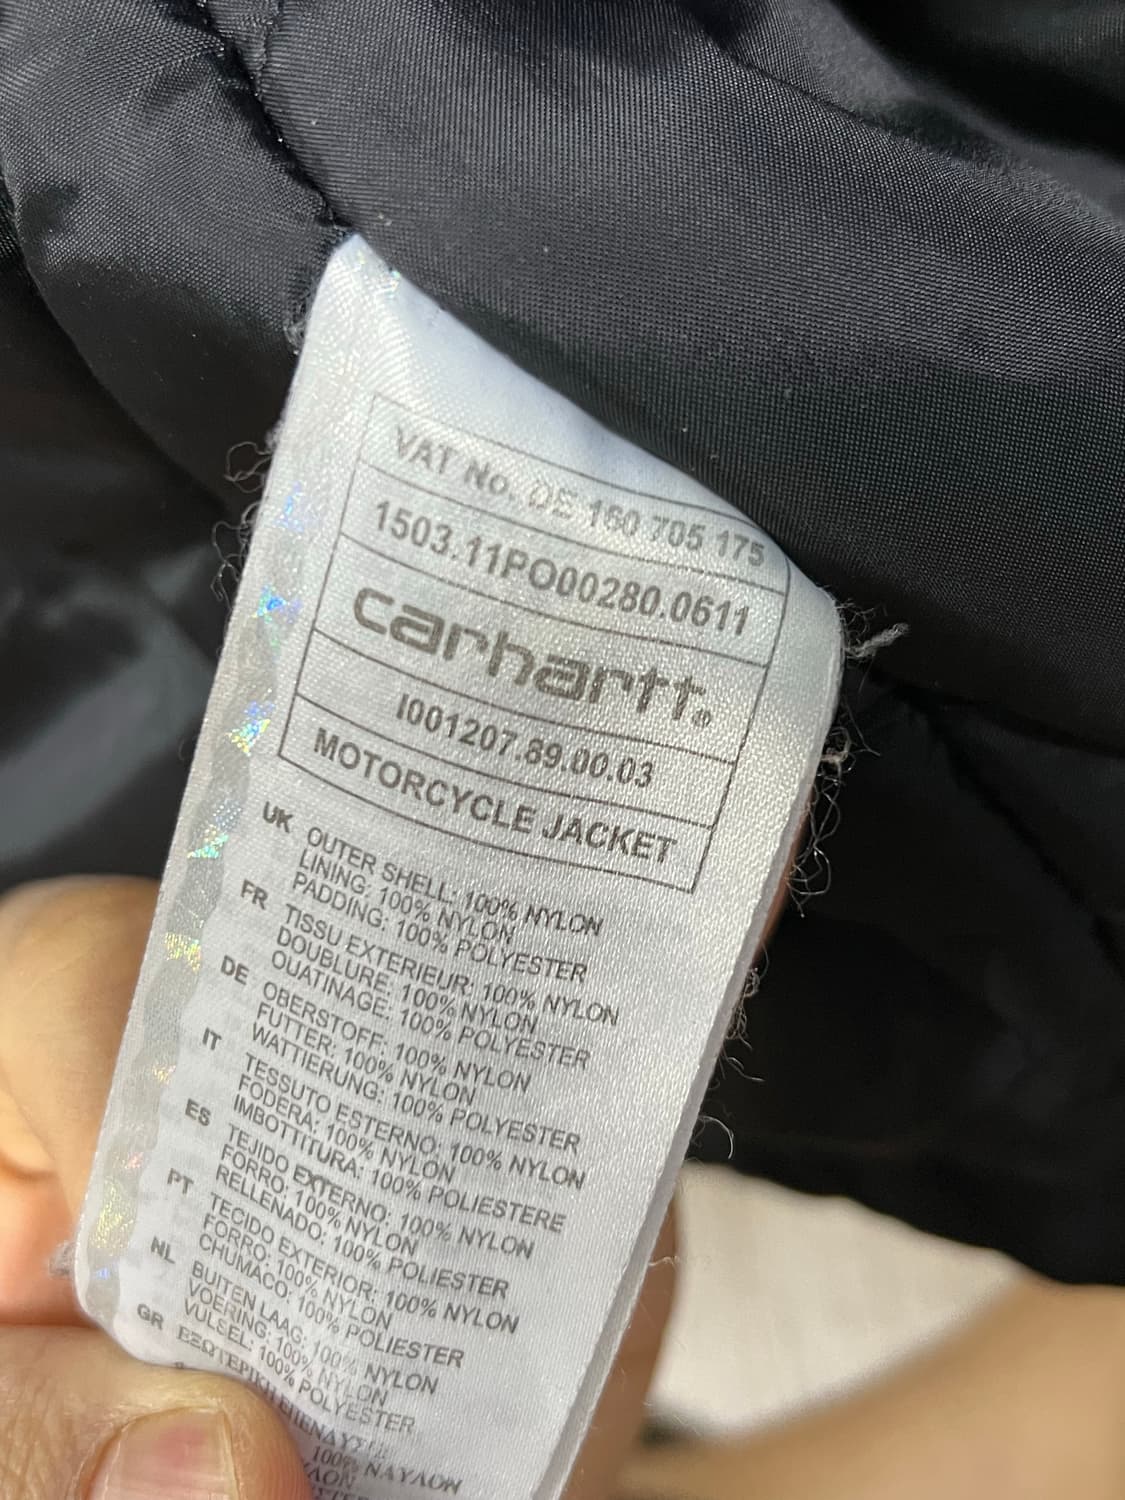 VAT No. DE 160 705 175
1503.11PO00280.0611
carhartt®
I001207.89.00.03
MOTORCYCLE JACKET
UK OUTER SHELL: 100% NYLON
LINING: 100% NYLON
PADDING: 100% POLYESTER
FR TISSU EXTERIEUR: 100% NYLON
DOUBLURE: 100% NYLON
OUATINAGE: 100% POLYESTER
DE OBERSTOFF: 100% NYLON
FUTTER: 100% NYLON
WATTIERUNG: 100% POLYESTER
IT TESSUTO ESTERNO: 100% NYLON
FODERA: 100% NYLON
IMBOTTITURA: 100% POLIESTERE
ES TEJIDO EXTERNO: 100% NYLON
FORRO: 100% NYLON
RELLENADO: 100% POLIESTER
PT TECIDO EXTERIOR: 100% NYLON
FORRO: 100% NYLON
CHUMACO: 100% POLIESTER
NL BUITEN LAAG: 100% NYLON
VOERING: 100% NYLON
VULSEL: 100% POLYESTER
GR
100% ΝΑΥΛΟΝ